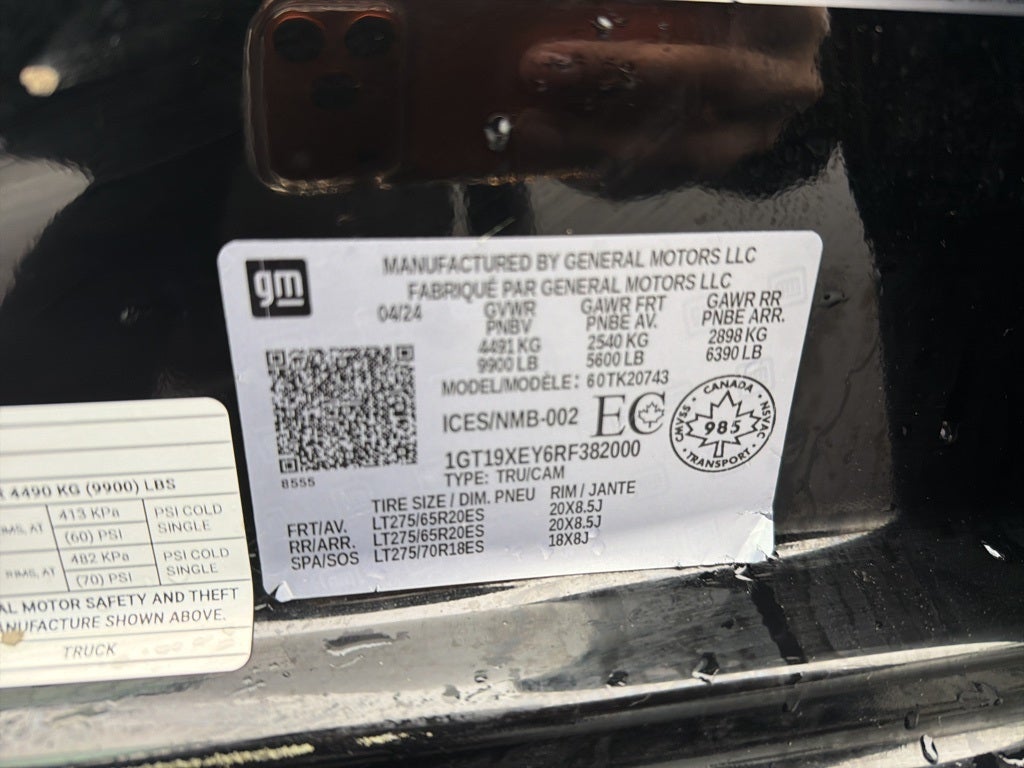 gm
MANUFACTURED BY GENERAL MOTORS LLC
FABRIQUÉ PAR GENERAL MOTORS LLC
04/24
GVWR
PNBV
4491 KG
9900 LB
GAWR FRT
PNBE AV.
2540 KG
5600 LB
GAWR RR
PNBE ARR.
2898 KG
6390 LB
MODEL/MODÈLE: 60TK20743
ICES/NMB-002
EC
CANADA
CMVSS 985 NSVAC
TRANSPORT
1GT19XEY6RF382000
TYPE: TRU/CAM
8555
TIRE SIZE / DIM. PNEU RIM / JANTE
FRT/AV. LT275/65R20ES 20X8.5J
RR/ARR. LT275/65R20ES 20X8.5J
SPA/SOS LT275/70R18ES 18X8J
4490 KG (9900) LBS
AT 413 KPa PSI COLD
(60) PSI SINGLE
RIMS, AT 482 KPa PSI COLD
(70) PSI SINGLE
MOTOR SAFETY AND THEFT
MANUFACTURE SHOWN ABOVE.
TRUCK